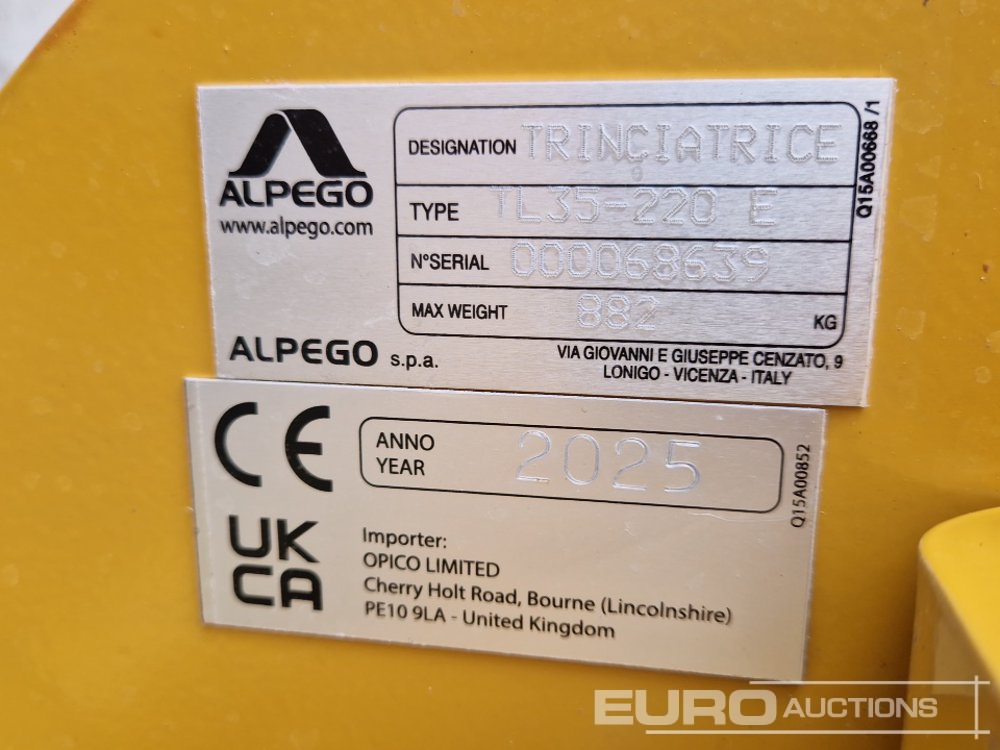 ALPEGO
www.alpego.com
DESIGNATION TRINCIATRICE
TYPE TL35-220 E
N°SERIAL 000068639
MAX WEIGHT 882 KG
Q15A00668 /1
ALPEGO s.p.a.
VIA GIOVANNI E GIUSEPPE CENZATO, 9
LONIGO - VICENZA - ITALY
CE
ANNO
YEAR 2025
Q15A00852
UK
CA
Importer:
OPICO LIMITED
Cherry Holt Road, Bourne (Lincolnshire)
PE10 9LA - United Kingdom
EURO AUCTIONS